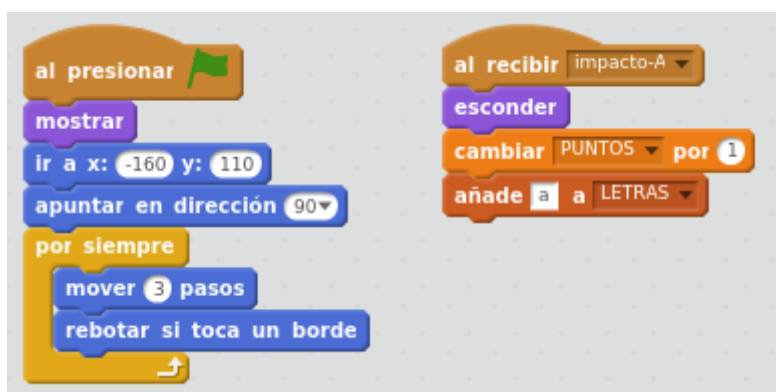 al presionar
mostrar
ir a x: -160 y: 110
apuntar en dirección 90
por siempre
mover 3 pasos
rebotar si toca un borde
al recibir impacto-A
esconder
cambiar PUNTOS por 1
añade a a LETRAS